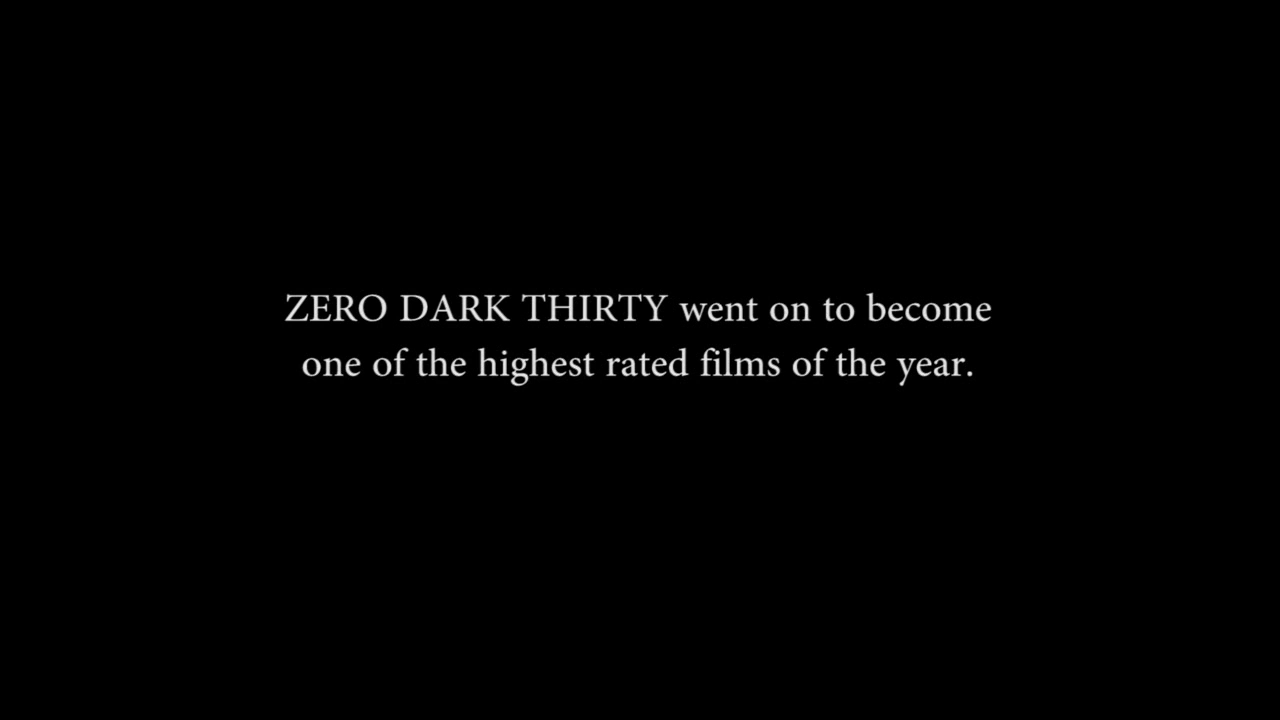 ZERO DARK THIRTY went on to become
one of the highest rated films of the year.